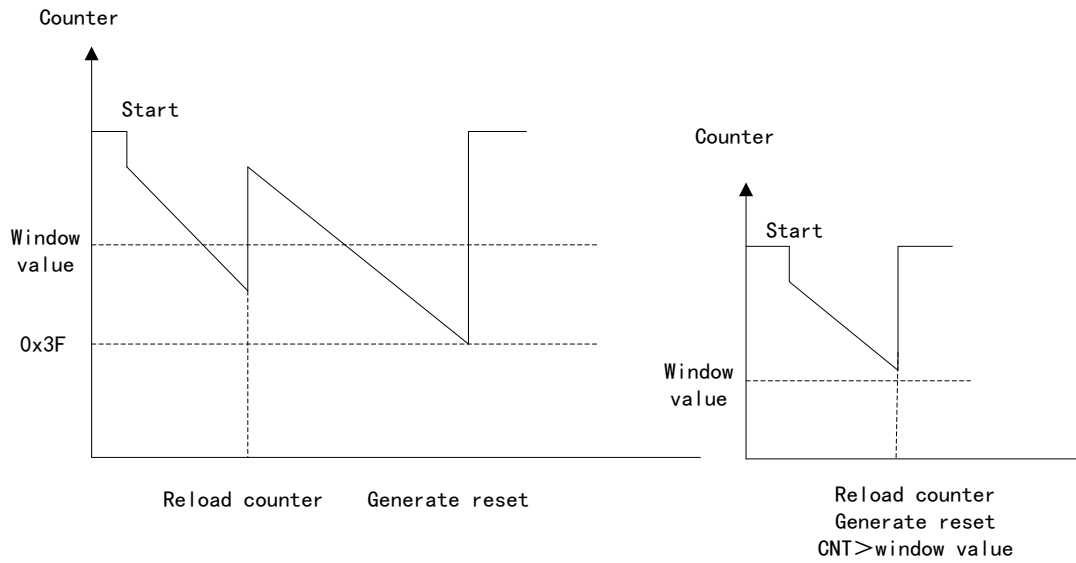 Counter
Start
Window
value
0x3F
Reload counter
Generate reset
Counter
Start
Window
value
Reload counter
Generate reset
CNT＞window value